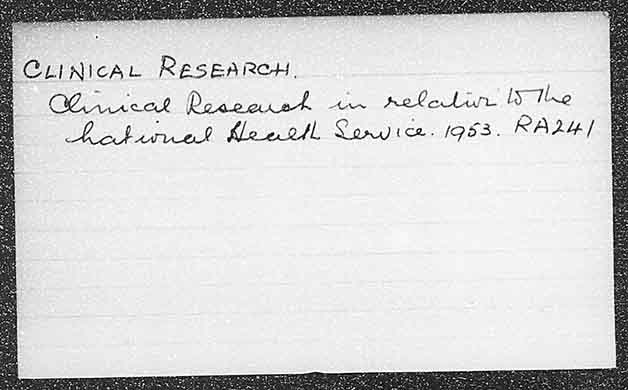 CLINICAL RESEARCH.
Clinical Research in relation to the
National Health Service. 1953. RA241